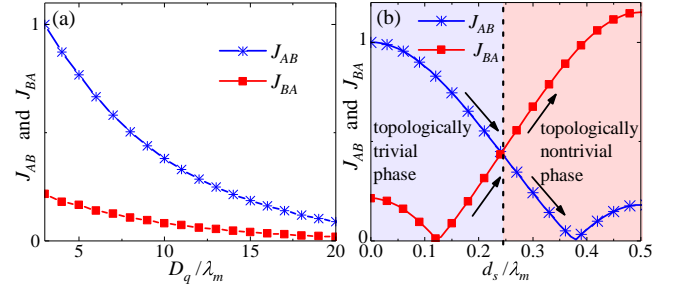 (a)
J_AB
J_BA
J_AB and J_BA
1
0
5
10
15
20
D_q/λ_m
(b)
J_AB
J_BA
J_AB and J_BA
1
0
topologically
trivial
phase
topologically
nontrivial
phase
0.0
0.1
0.2
0.3
0.4
0.5
d_s/λ_m